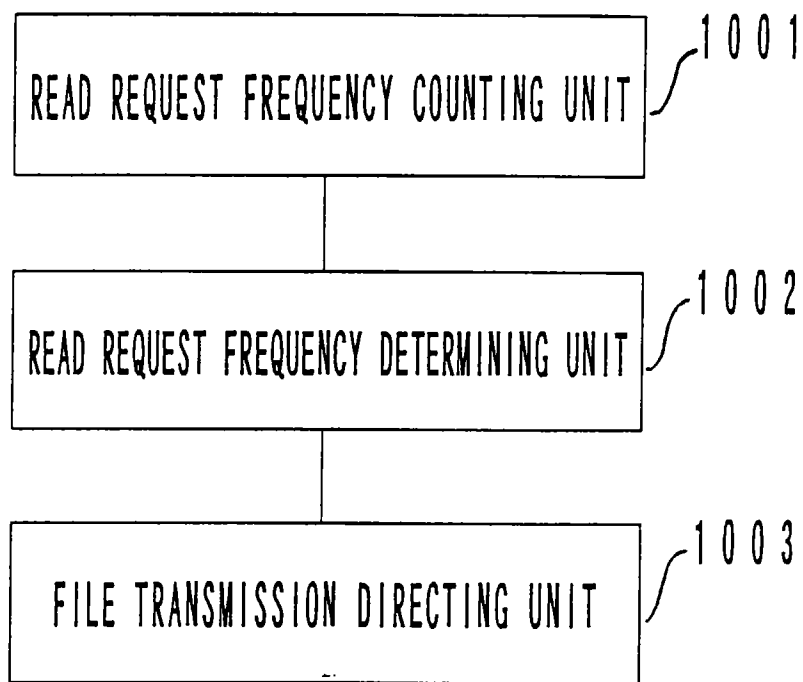 1001
READ REQUEST FREQUENCY COUNTING UNIT
1002
READ REQUEST FREQUENCY DETERMINING UNIT
1003
FILE TRANSMISSION DIRECTING UNIT